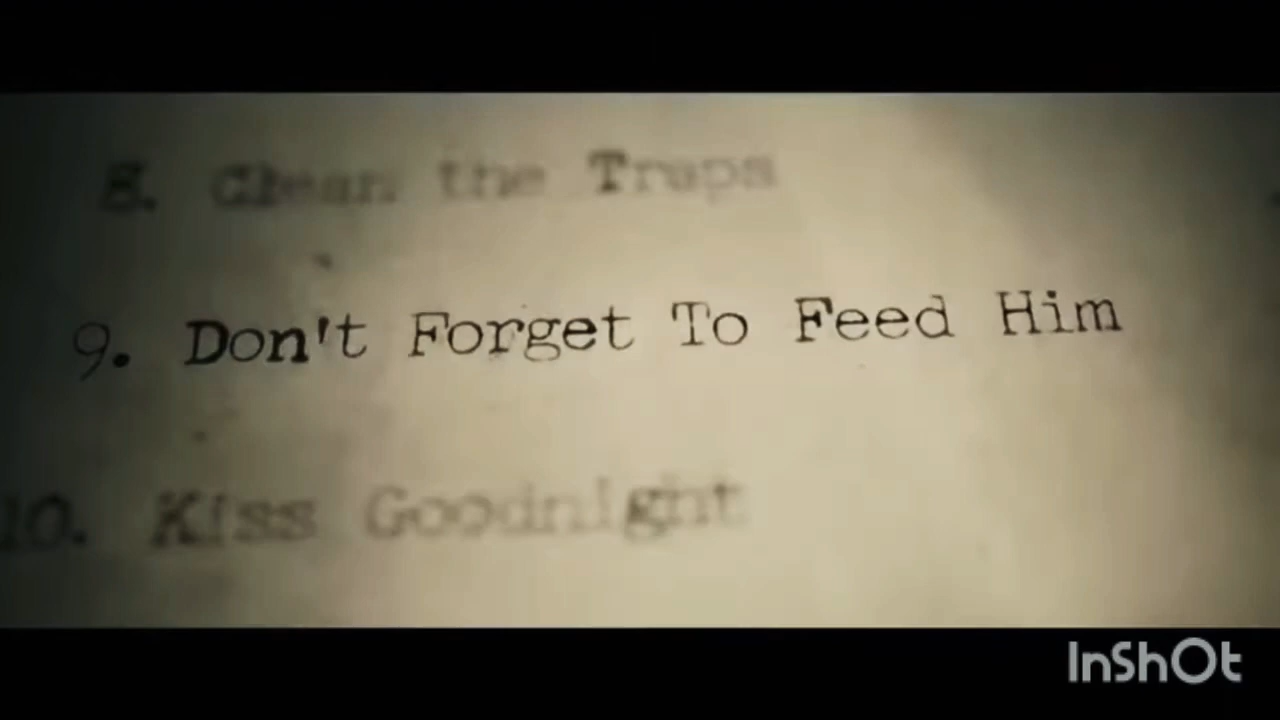 8. Clean the Traps
9. Don't Forget To Feed Him
10. Kiss Goodnight
InShOt